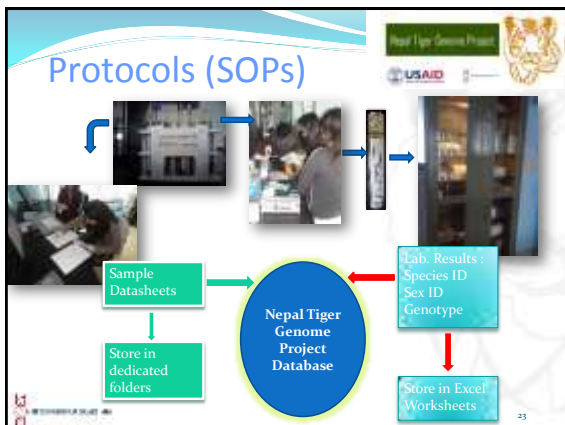 Nepal Tiger Genome Project
USAID
Protocols (SOPs)
Sample
Datasheets
Store in
dedicated
folders
Nepal Tiger
Genome
Project
Database
Lab. Results :
Species ID
Sex ID
Genotype
Store in Excel
Worksheets
23